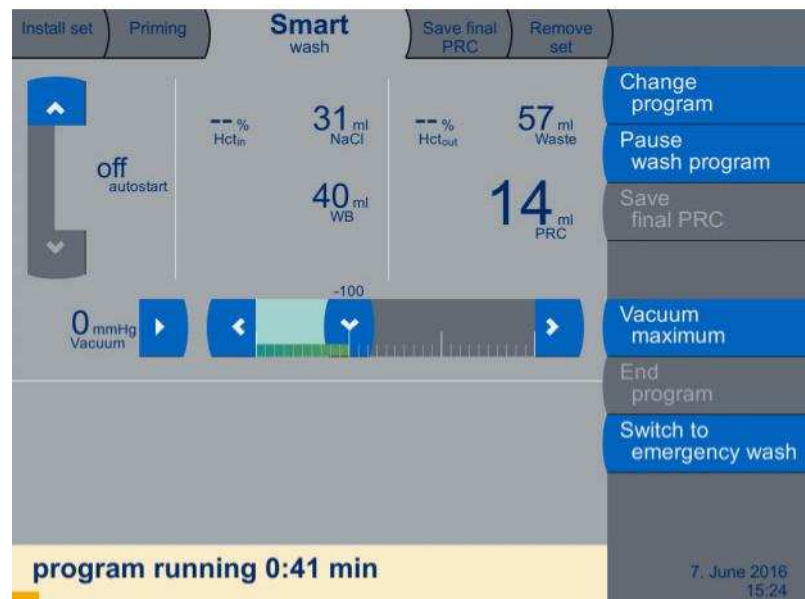 Install set
Priming
Smart
wash
Save final
PRC
Remove
set
Change
program
Pause
wash program
Save
final PRC
off
autostart
-- %
Hctin
31 ml
NaCl
-- %
Hctout
57 ml
Waste
40 ml
WB
14 ml
PRC
-100
0 mmHg
Vacuum
Vacuum
maximum
End
program
Switch to
emergency wash
program running 0:41 min
7. June 2016
15:24